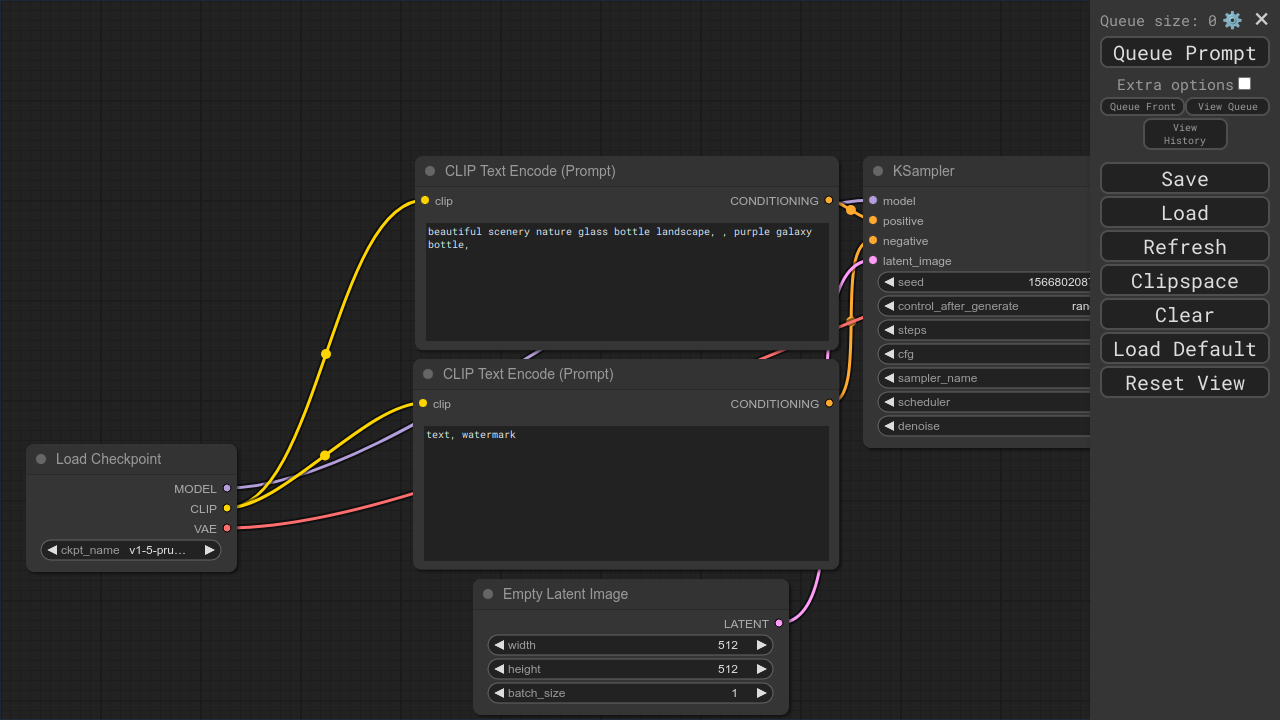 Queue size: 0
Queue Prompt
Extra options
Queue Front
View Queue
View
History
Save
Load
Refresh
Clipspace
Clear
Load Default
Reset View
CLIP Text Encode (Prompt)
clip
CONDITIONING
beautiful scenery nature glass bottle landscape, , purple galaxy
bottle,
KSampler
model
positive
negative
latent_image
seed
156680208
control_after_generate
ran
steps
cfg
sampler_name
scheduler
denoise
CLIP Text Encode (Prompt)
clip
CONDITIONING
text, watermark
Load Checkpoint
MODEL
CLIP
VAE
ckpt_name v1-5-pru…
Empty Latent Image
LATENT
width 512
height 512
batch_size 1